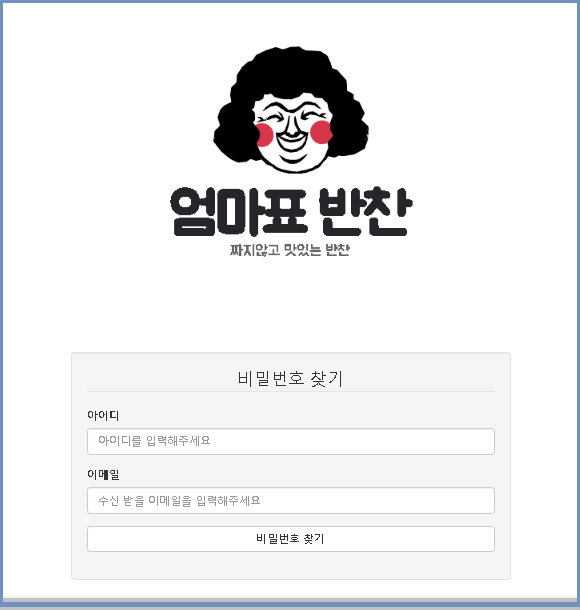 엄마표 반찬
짜지않고 맛있는 반찬
비밀번호 찾기
아이디
아이디를 입력해주세요
이메일
수신 받을 이메일을 입력해주세요
비밀번호 찾기